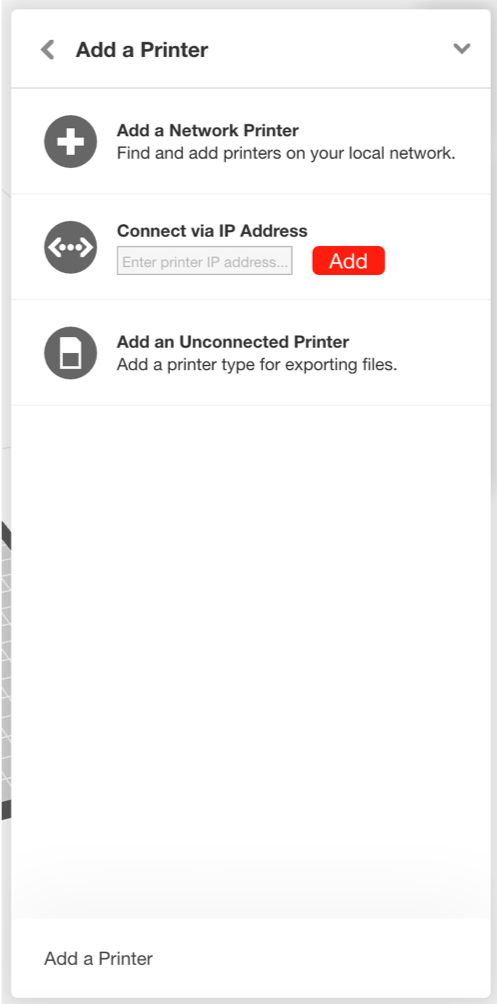 Add a Printer
Add a Network Printer
Find and add printers on your local network.
Connect via IP Address
Enter printer IP address...
Add
Add an Unconnected Printer
Add a printer type for exporting files.
Add a Printer